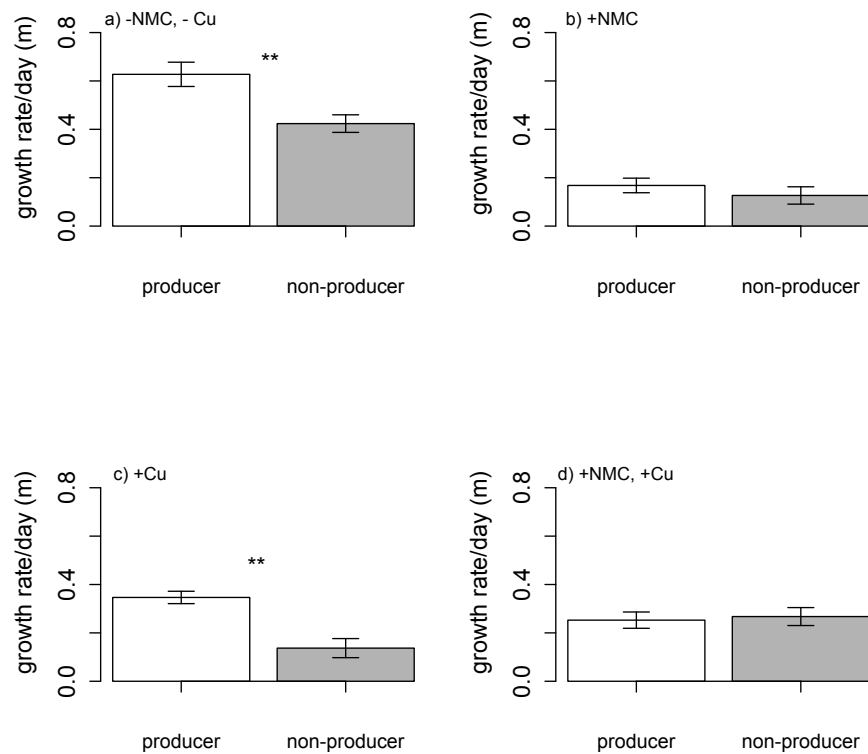 a) -NMC, - Cu
**
growth rate/day (m)
0.8
0.4
0.0
producer non-producer
b) +NMC
growth rate/day (m)
0.8
0.4
0.0
producer non-producer
c) +Cu
**
growth rate/day (m)
0.8
0.4
0.0
producer non-producer
d) +NMC, +Cu
growth rate/day (m)
0.8
0.4
0.0
producer non-producer